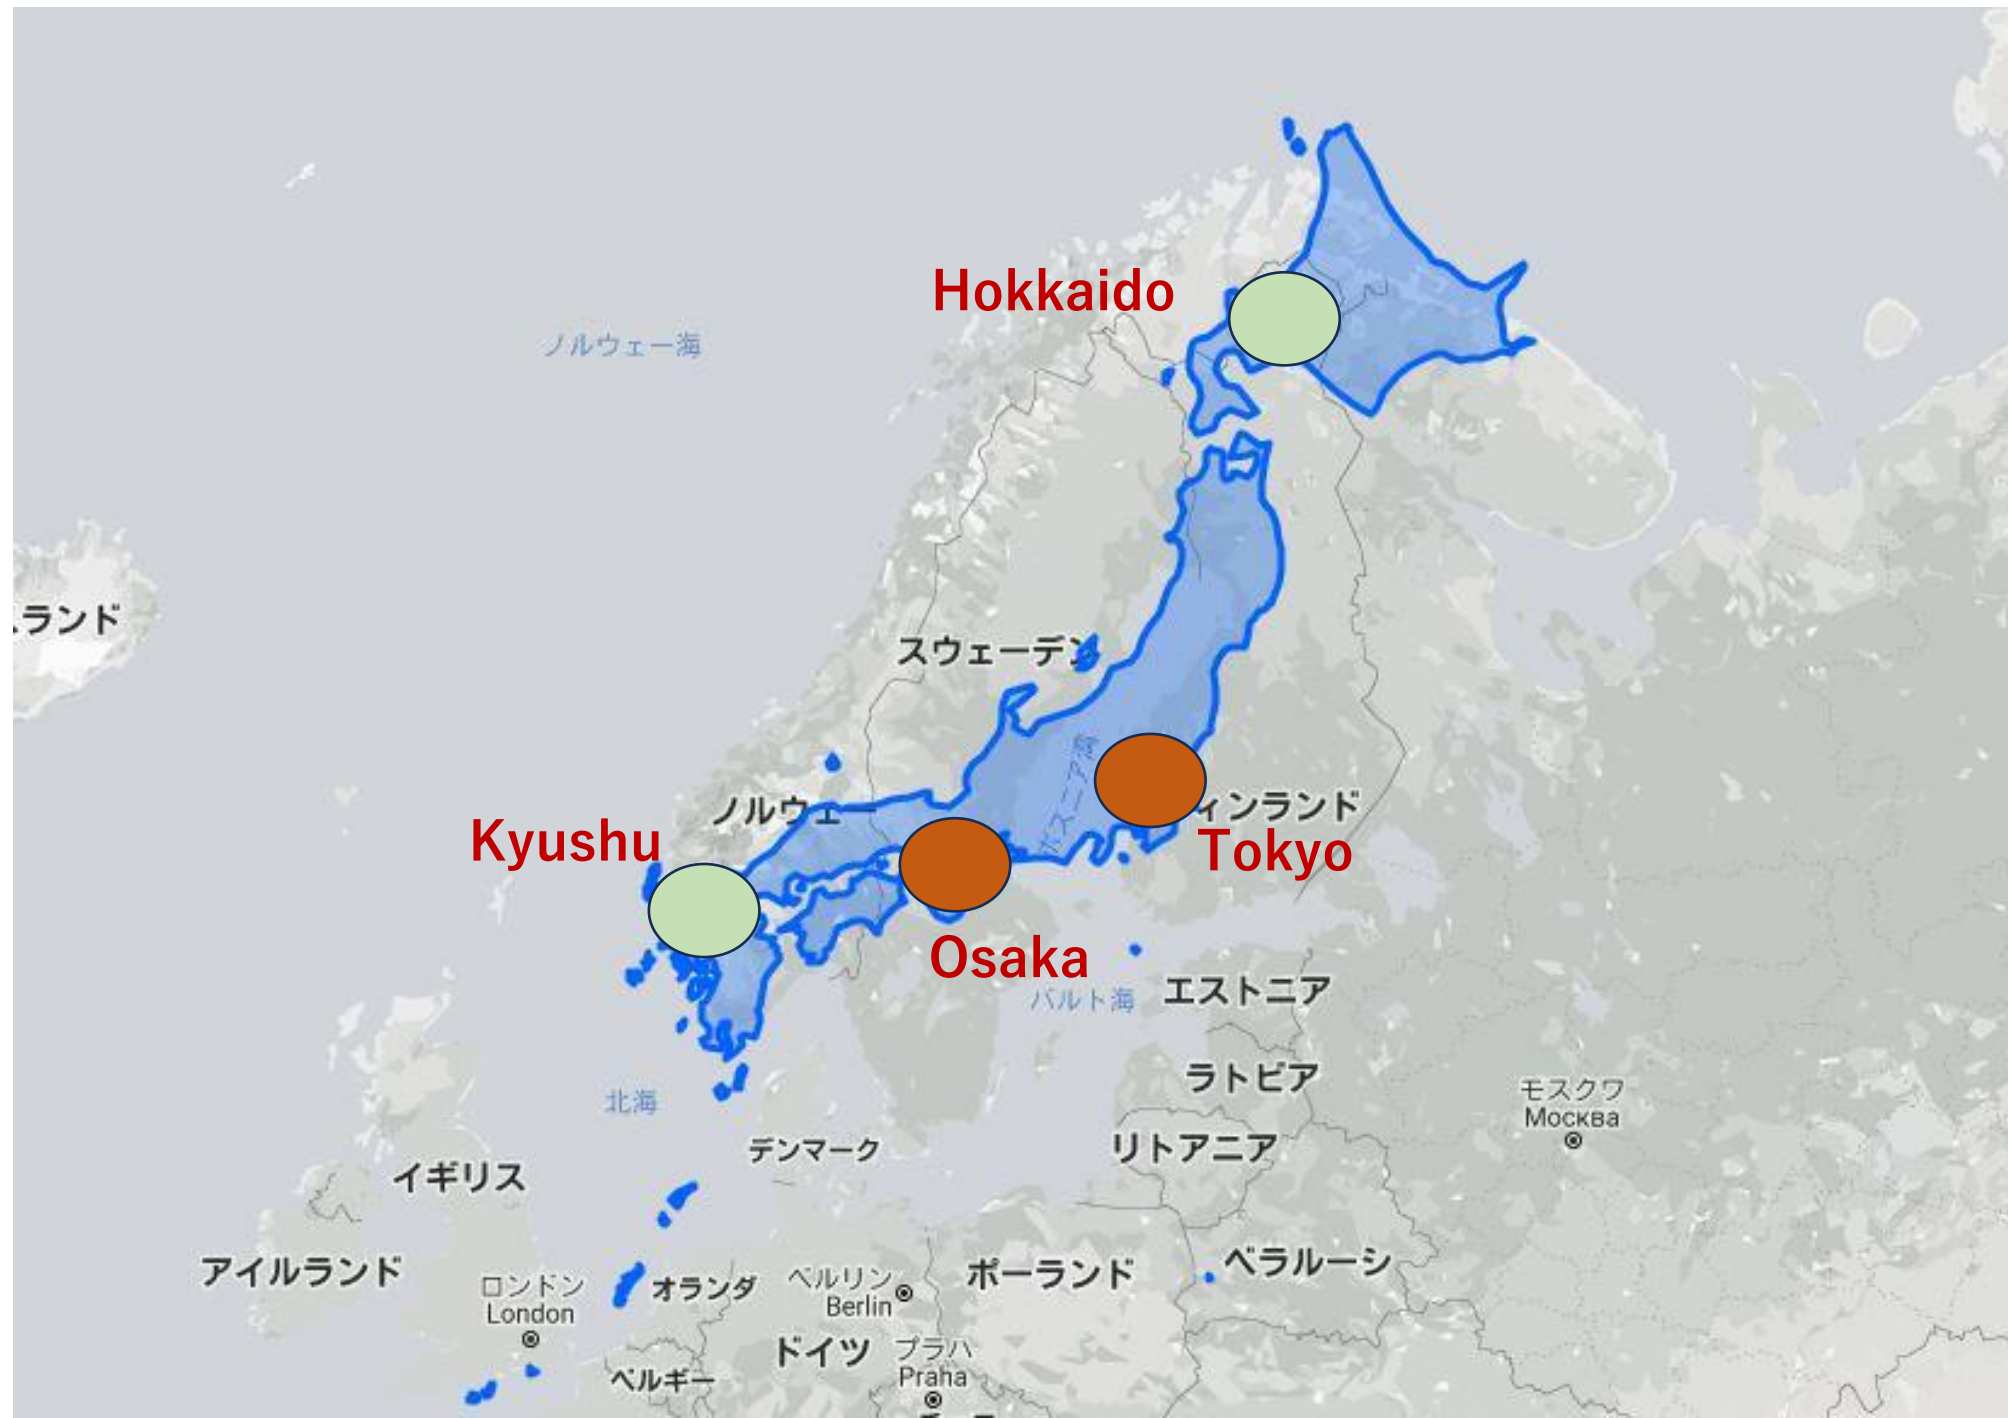 Hokkaido
ノルウェー海
スウェーデン
ボスニア湾
ノルウェー
ィンランド
Kyushu
Tokyo
Osaka
バルト海
エストニア
ラトビア
北海
モスクワ
Москва
デンマーク
リトアニア
イギリス
アイルランド
ロンドン
London
オランダ
ベルリン
Berlin
ポーランド
ベラルーシ
ドイツ
プラハ
Praha
ベルギー